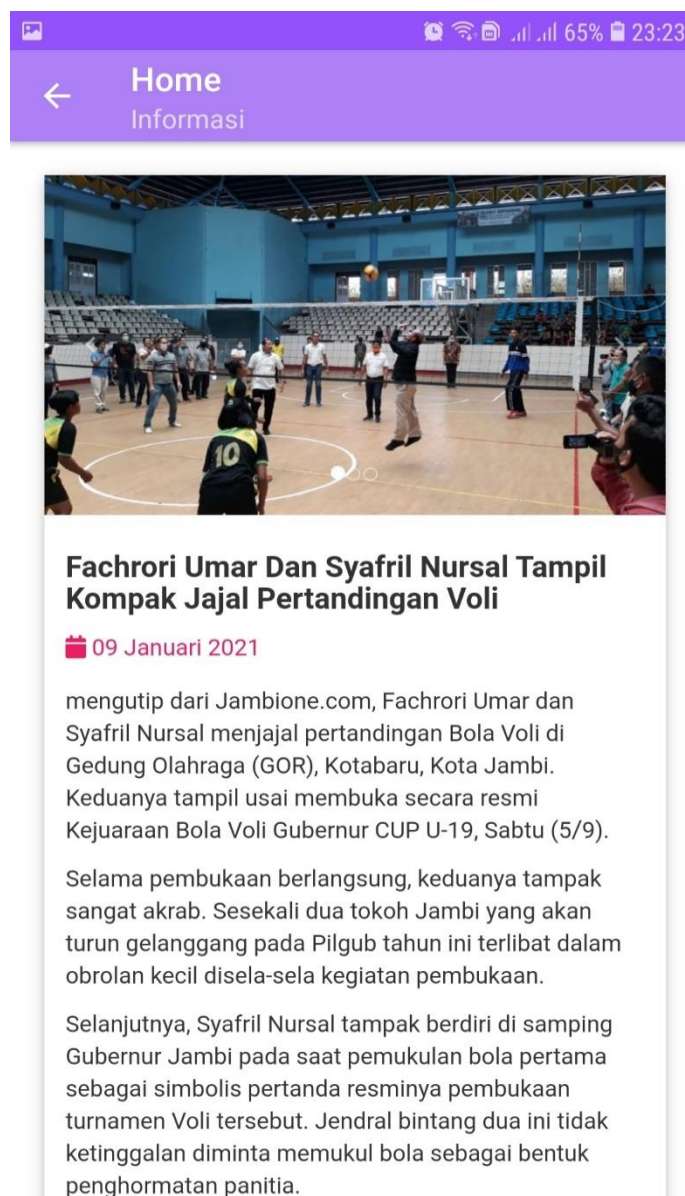 65% 23:23
Home
Informasi
10
Fachrori Umar Dan Syafril Nursal Tampil
Kompak Jajal Pertandingan Voli
09 Januari 2021
mengutip dari Jambione.com, Fachrori Umar dan
Syafril Nursal menjajal pertandingan Bola Voli di
Gedung Olahraga (GOR), Kotabaru, Kota Jambi.
Keduanya tampil usai membuka secara resmi
Kejuaraan Bola Voli Gubernur CUP U-19, Sabtu (5/9).
Selama pembukaan berlangsung, keduanya tampak
sangat akrab. Sesekali dua tokoh Jambi yang akan
turun gelanggang pada Pilgub tahun ini terlibat dalam
obrolan kecil disela-sela kegiatan pembukaan.
Selanjutnya, Syafril Nursal tampak berdiri di samping
Gubernur Jambi pada saat pemukulan bola pertama
sebagai simbolis pertanda resminya pembukaan
turnamen Voli tersebut. Jendral bintang dua ini tidak
ketinggalan diminta memukul bola sebagai bentuk
penghormatan panitia.